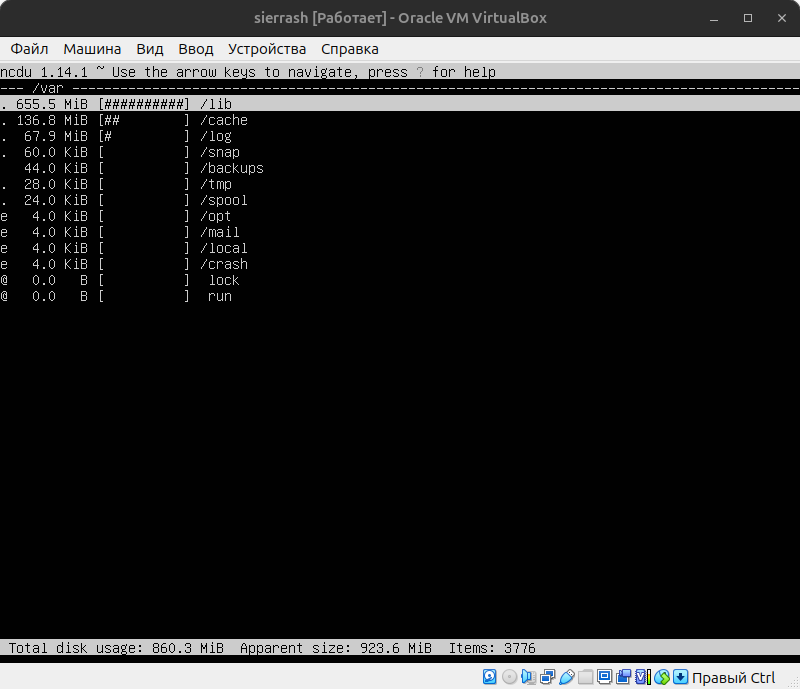 sierrash [Работает] - Oracle VM VirtualBox
Файл Машина Вид Ввод Устройства Справка
ncdu 1.14.1 ~ Use the arrow keys to navigate, press ? for help
--- /var ---------------------------------------------------------------------------------------
. 655.5 MiB [##########] /lib
. 136.8 MiB [##        ] /cache
.  67.9 MiB [#         ] /log
.  60.0 KiB [          ] /snap
   44.0 KiB [          ] /backups
.  28.0 KiB [          ] /tmp
.  24.0 KiB [          ] /spool
e   4.0 KiB [          ] /opt
e   4.0 KiB [          ] /mail
e   4.0 KiB [          ] /local
e   4.0 KiB [          ] /crash
@   0.0   B [          ]  lock
@   0.0   B [          ]  run
Total disk usage: 860.3 MiB  Apparent size: 923.6 MiB  Items: 3776
Правый Ctrl